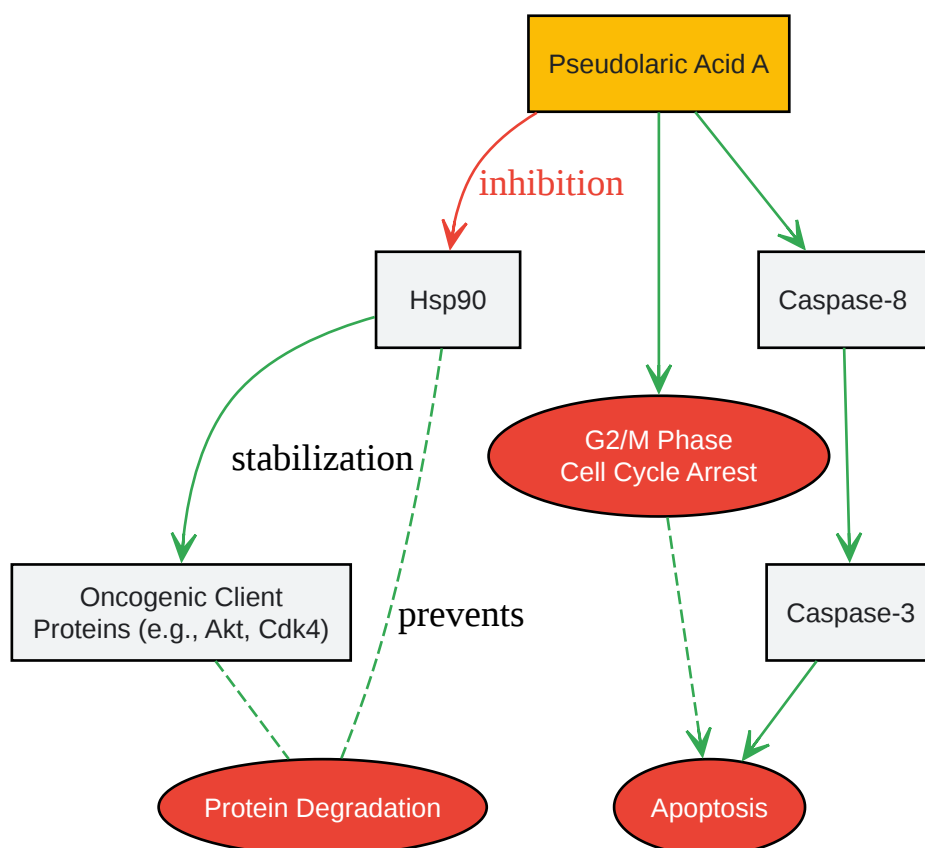 Pseudolaric Acid A
inhibition
Hsp90
Caspase-8
G2/M Phase
Cell Cycle Arrest
stabilization
Oncogenic Client
Proteins (e.g., Akt, Cdk4)
prevents
Caspase-3
Protein Degradation
Apoptosis